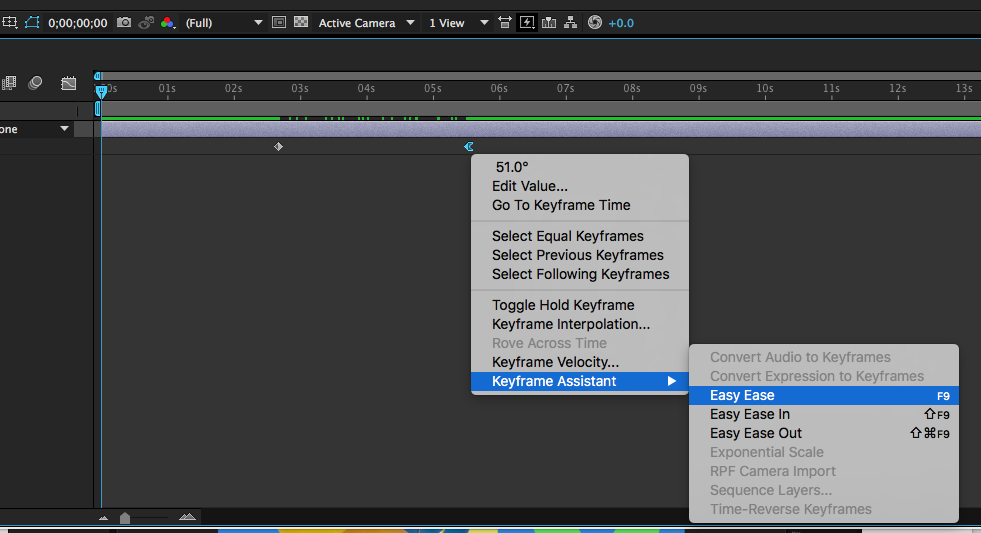 0;00;00;00 (Full) Active Camera 1 View +0.0
0s 01s 02s 03s 04s 05s 06s 07s 08s 09s 10s 11s 12s 13s
one
51.0°
Edit Value...
Go To Keyframe Time
Select Equal Keyframes
Select Previous Keyframes
Select Following Keyframes
Toggle Hold Keyframe
Keyframe Interpolation...
Rove Across Time
Keyframe Velocity...
Keyframe Assistant
Convert Audio to Keyframes
Convert Expression to Keyframes
Easy Ease F9
Easy Ease In ⇧F9
Easy Ease Out ⇧⌘F9
Exponential Scale
RPF Camera Import
Sequence Layers...
Time-Reverse Keyframes